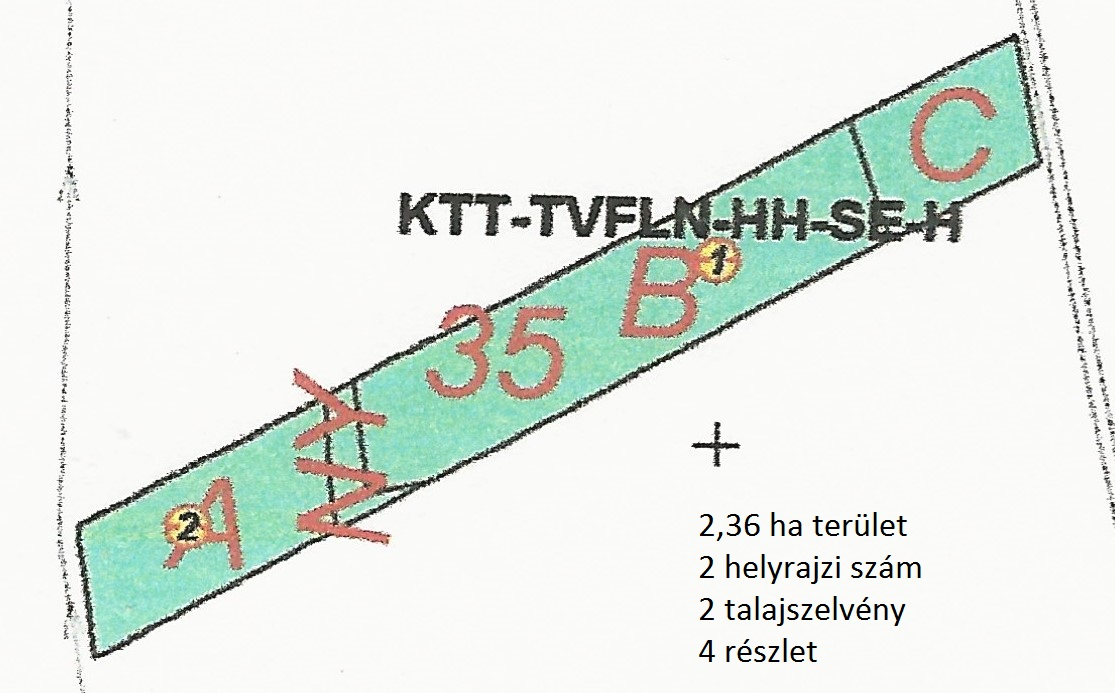 C
KTT-TVFLN-HH-SE-H
B 1
35
NY
A 2
2,36 ha terület
2 helyrajzi szám
2 talajszelvény
4 részlet